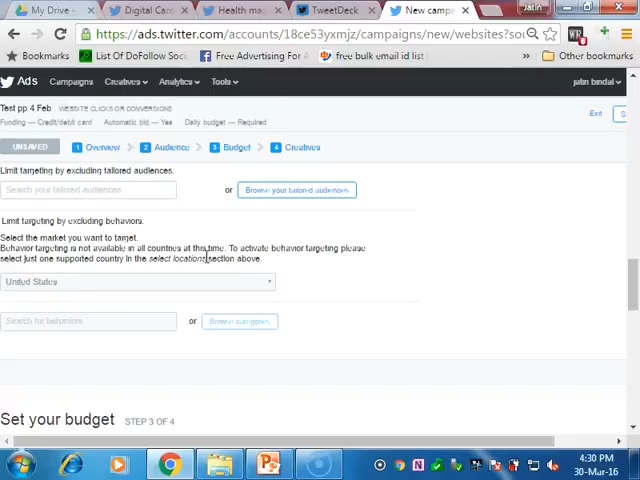 My Drive -
Digital Can
Health mag
TweetDeck
New campa
Jatin
https://ads.twitter.com/accounts/18ce53yxmjz/campaigns/new/websites?sou
WR
Bookmarks
List Of DoFollow Soc
Free Advertising For
free bulk email id list
Other bookmarks
Ads
Campaigns
Creatives
Analytics
Tools
jatin bindal
Test pp 4 Feb WEBSITE CLICKS OR CONVERSIONS
Funding — Credit/debit card Automatic bid — Yes Daily budget — Required
Exit
S
UNSAVED
1 Overview
2 Audience
3 Budget
4 Creatives
Limit targeting by excluding tailored audiences.
Search your tailored audiences
or
Browse your tailored audiences
Limit targeting by excluding behaviors.
Select the market you want to target.
Behavior targeting is not available in all countries at this time. To activate behavior targeting please
select just one supported country in the select locations section above.
United States
Search for behaviors
or
Browse categories
Set your budget STEP 3 OF 4
4:30 PM
30-Mar-16